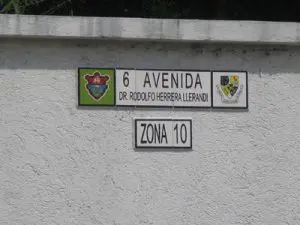 6 AVENIDA
DR. RODOLFO HERRERA LLERANDI
ZONA 10